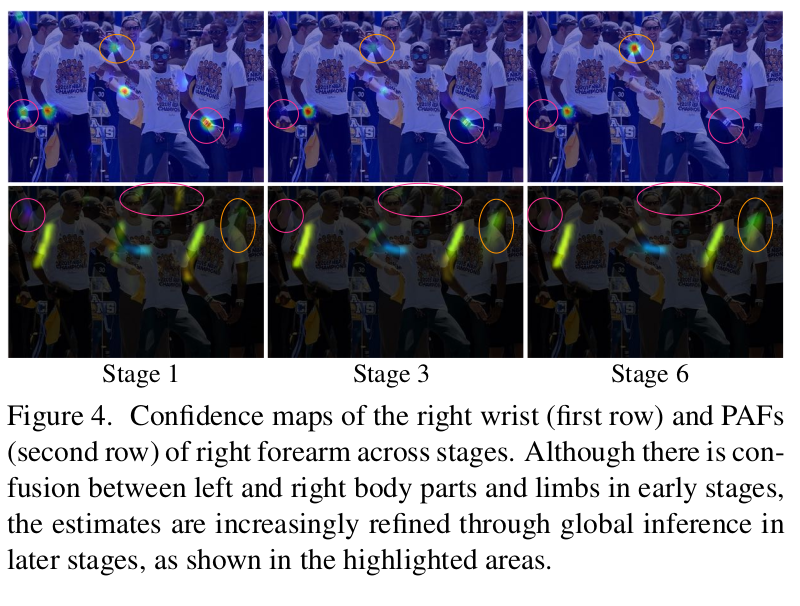 Stage 1 Stage 3 Stage 6
Figure 4. Confidence maps of the right wrist (first row) and PAFs
(second row) of right forearm across stages. Although there is con-
fusion between left and right body parts and limbs in early stages,
the estimates are increasingly refined through global inference in
later stages, as shown in the highlighted areas.